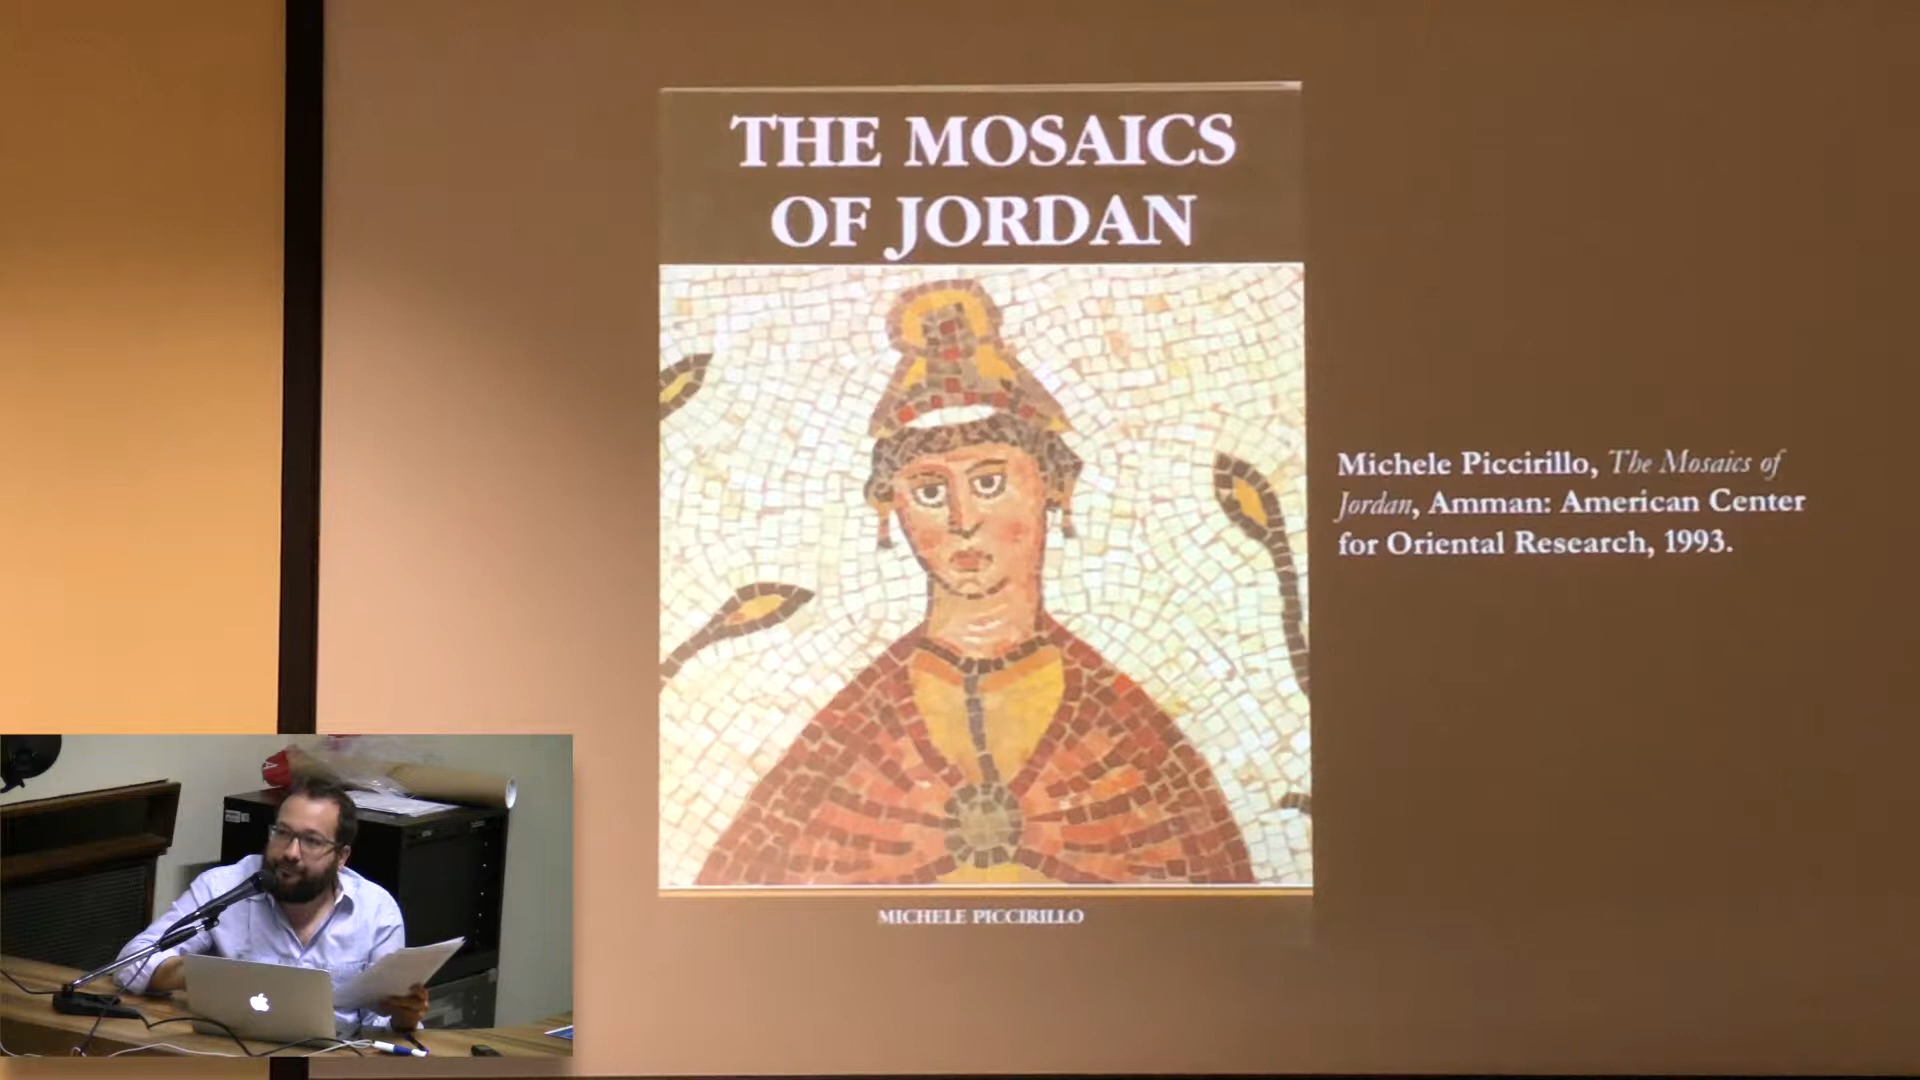 THE MOSAICS
OF JORDAN
Michele Piccirillo, The Mosaics of
Jordan, Amman: American Center
for Oriental Research, 1993.
MICHELE PICCIRILLO